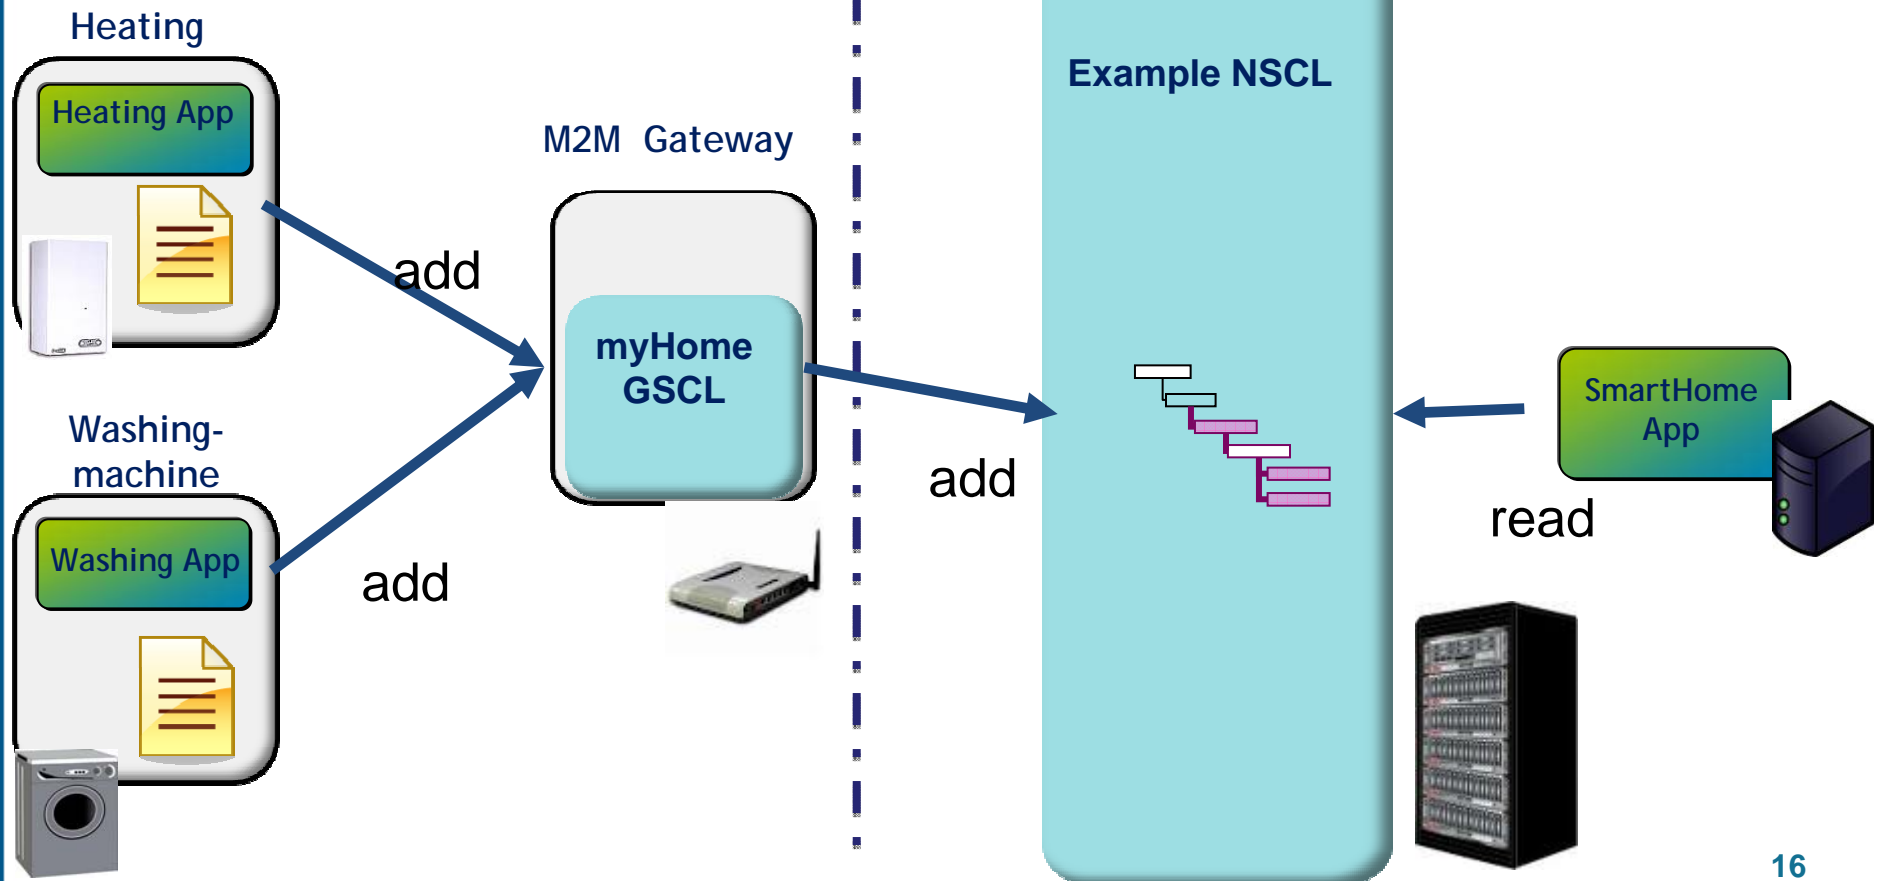 Heating
Heating App
add
M2M Gateway
myHome
GSCL
Washing-
machine
Washing App
add
add
Example NSCL
SmartHome
App
read
16